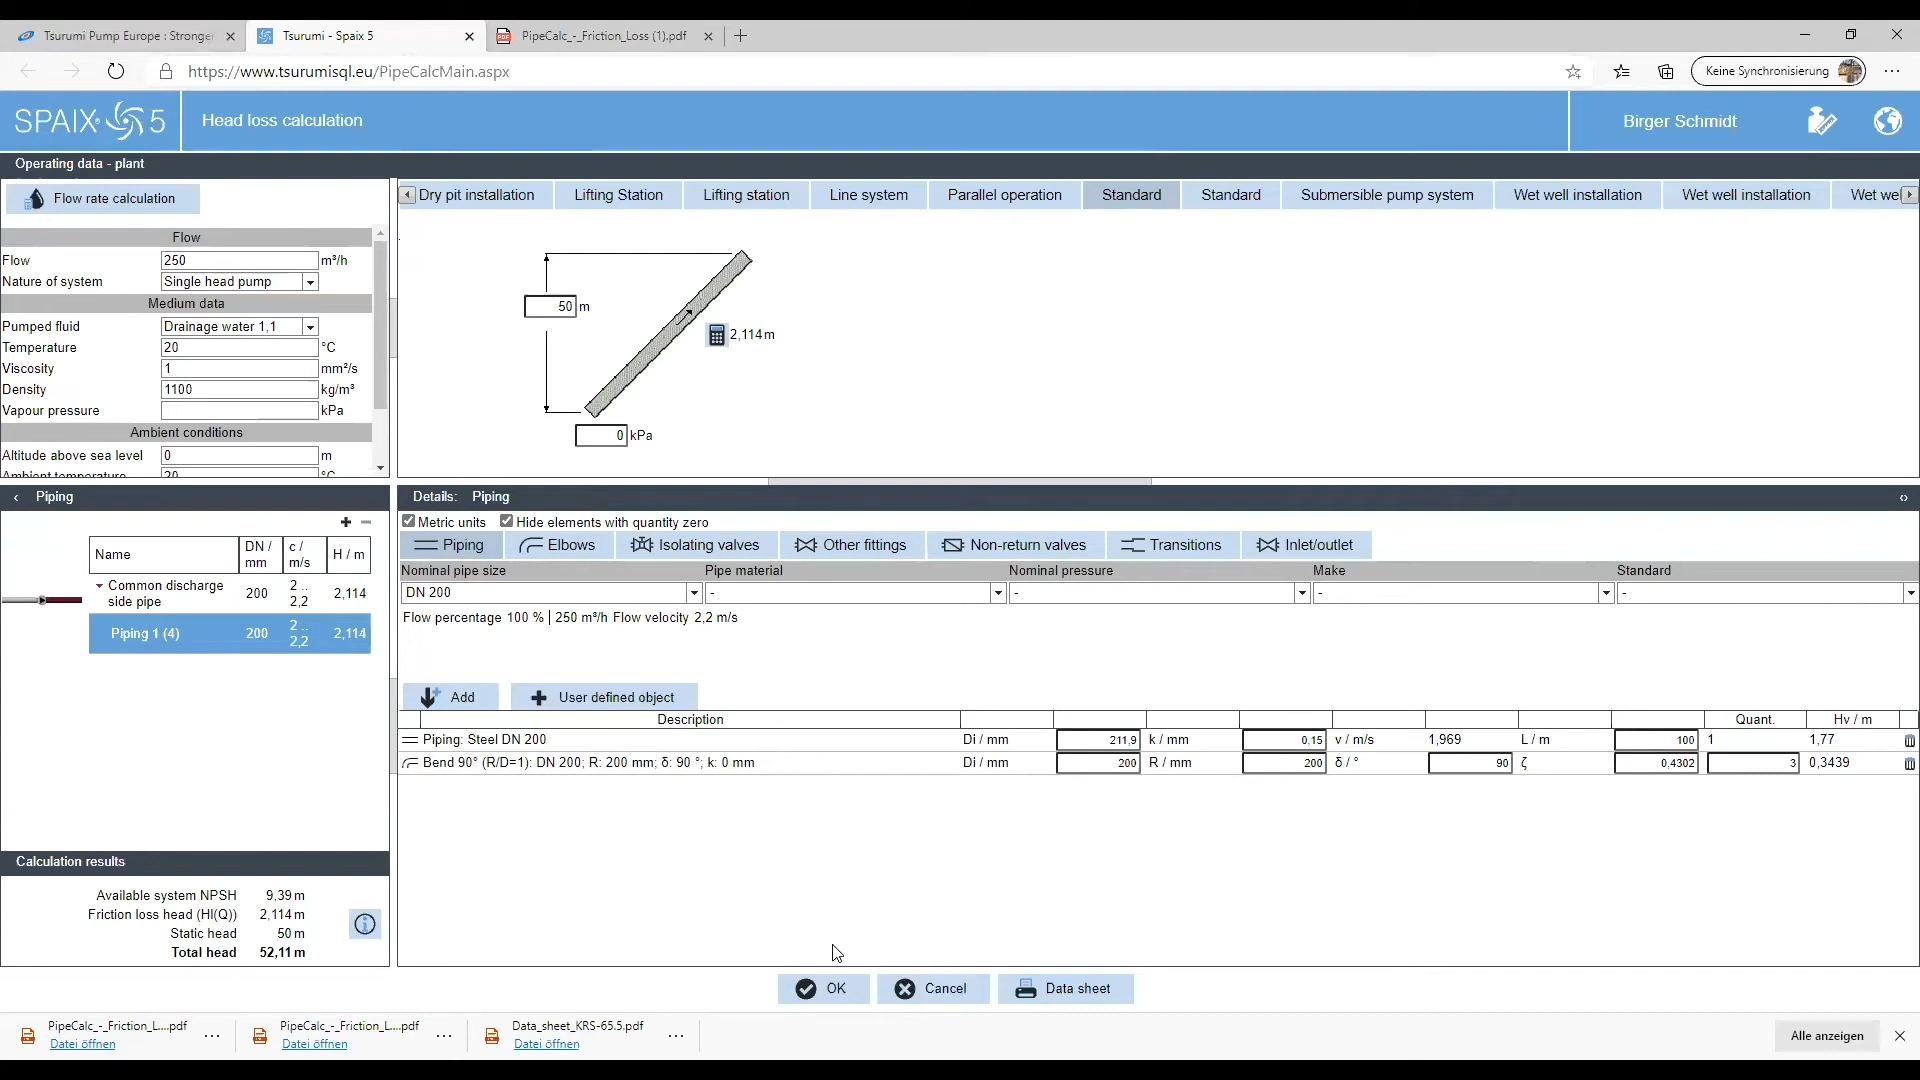 Tsurumi Pump Europe : Stronger
Tsurumi - Spaix 5
PipeCalc_-_Friction_Loss (1).pdf
https://www.tsurumisql.eu/PipeCalcMain.aspx
Keine Synchronisierung
SPAIX 5
Head loss calculation
Birger Schmidt
Operating data - plant
Flow rate calculation
Dry pit installation
Lifting Station
Lifting station
Line system
Parallel operation
Standard
Standard
Submersible pump system
Wet well installation
Wet well installation
Wet we
Flow
Flow 250 m³/h
Nature of system Single head pump
Medium data
Pumped fluid Drainage water 1,1
Temperature 20 °C
Viscosity 1 mm²/s
Density 1100 kg/m³
Vapour pressure kPa
Ambient conditions
Altitude above sea level 0 m
Ambient temperature 20 °C
50 m
2,114 m
0 kPa
Piping
Name DN / mm c / m/s H / m
Common discharge side pipe 200 2 .. 2,2 2,114
Piping 1 (4) 200 2 .. 2,2 2,114
Details: Piping
Metric units Hide elements with quantity zero
Piping Elbows Isolating valves Other fittings Non-return valves Transitions Inlet/outlet
Nominal pipe size Pipe material Nominal pressure Make Standard
DN 200 - - - -
Flow percentage 100 % | 250 m³/h Flow velocity 2,2 m/s
Add User defined object
Description Quant. Hv / m
Piping: Steel DN 200 Di / mm 211,9 k / mm 0,15 v / m/s 1,969 L / m 100 1 1,77
Bend 90° (R/D=1): DN 200; R: 200 mm; δ: 90 °; k: 0 mm Di / mm 200 R / mm 200 δ / ° 90 ζ 0,4302 3 0,3439
Calculation results
Available system NPSH 9,39 m
Friction loss head (Hl(Q)) 2,114 m
Static head 50 m
Total head 52,11 m
OK Cancel Data sheet
PipeCalc_-_Friction_L....pdf
Datei öffnen
PipeCalc_-_Friction_L....pdf
Datei öffnen
Data_sheet_KRS-65.5.pdf
Datei öffnen
Alle anzeigen